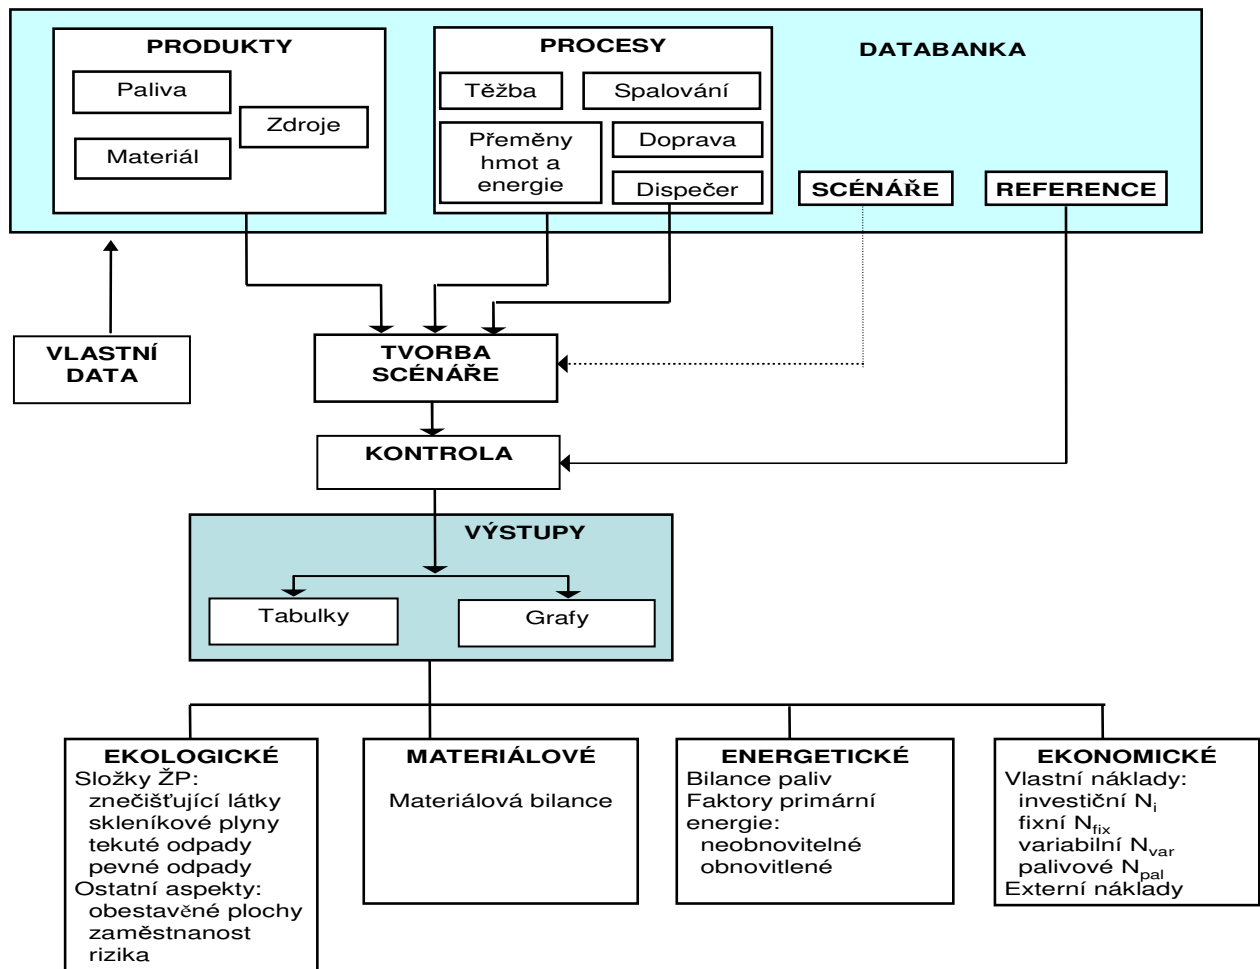 PRODUKTY
Paliva
Zdroje
Materiál
PROCESY
Těžba
Spalování
Přeměny
hmot a
energie
Doprava
Dispečer
DATABANKA
SCÉNÁŘE
REFERENCE
VLASTNÍ
DATA
TVORBA
SCÉNÁŘE
KONTROLA
VÝSTUPY
Tabulky
Grafy
EKOLOGICKÉ
Složky ŽP:
znečišťující látky
skleníkové plyny
tekuté odpady
pevné odpady
Ostatní aspekty:
obestavěné plochy
zaměstnanost
rizika
MATERIÁLOVÉ
Materiálová bilance
ENERGETICKÉ
Bilance paliv
Faktory primární
energie:
neobnovitelné
obnovitlené
EKONOMICKÉ
Vlastní náklady:
investiční Ni
fixní Nfix
variabilní Nvar
palivové Npal
Externí náklady